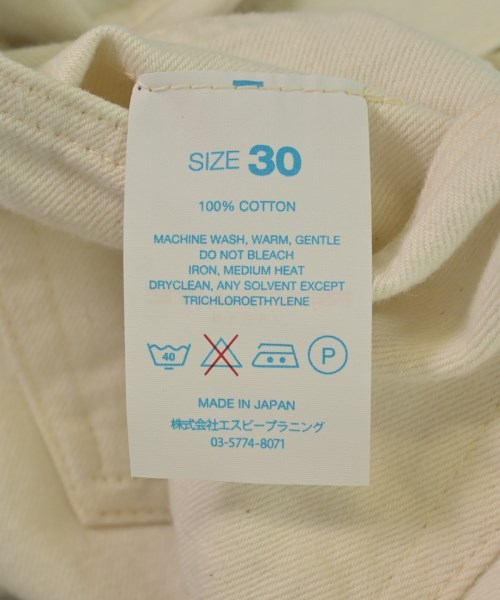 SIZE 30
100% COTTON
MACHINE WASH, WARM, GENTLE
DO NOT BLEACH
IRON, MEDIUM HEAT
DRYCLEAN, ANY SOLVENT EXCEPT
TRICHLOROETHYLENE
40 P
MADE IN JAPAN
株式会社エスピープラニング
03-5774-8071